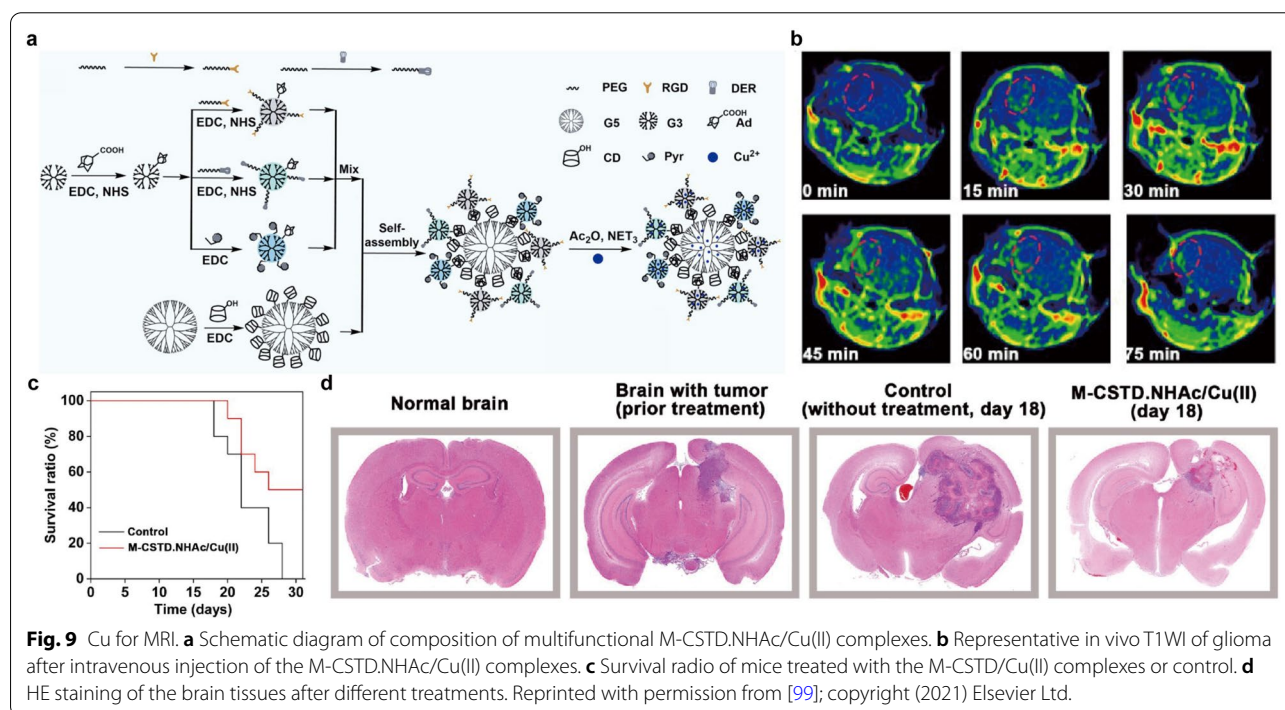 a
PEG RGD DER
G5 G3 COOH Ad
OH CD Pyr Cu2+
EDC, NHS
COOH
EDC, NHS
EDC, NHS
EDC
Mix
OH
EDC
Self-
assembly
Ac2O, NET3
b
0 min
15 min
30 min
45 min
60 min
75 min
c
Survival ratio (%)
100
80
60
40
20
0
Control
M-CSTD.NHAc/Cu(II)
0 5 10 15 20 25 30
Time (days)
d
Normal brain
Brain with tumor
(prior treatment)
Control
(without treatment, day 18)
M-CSTD.NHAc/Cu(II)
(day 18)
Fig. 9 Cu for MRI. a Schematic diagram of composition of multifunctional M-CSTD.NHAc/Cu(II) complexes. b Representative in vivo T1WI of glioma
after intravenous injection of the M-CSTD.NHAc/Cu(II) complexes. c Survival radio of mice treated with the M-CSTD/Cu(II) complexes or control. d
HE staining of the brain tissues after different treatments. Reprinted with permission from [99]; copyright (2021) Elsevier Ltd.